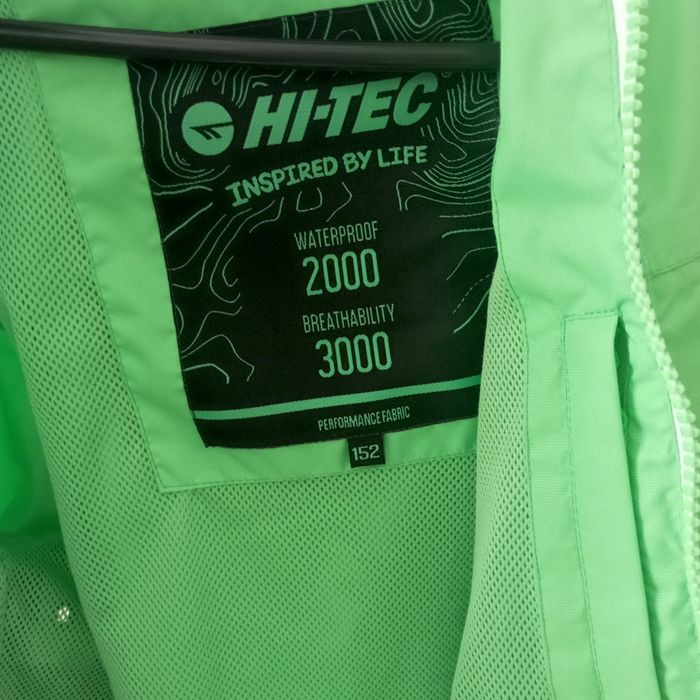 HI-TEC
INSPIRED BY LIFE
WATERPROOF
2000
BREATHABILITY
3000
PERFORMANCE FABRIC
152